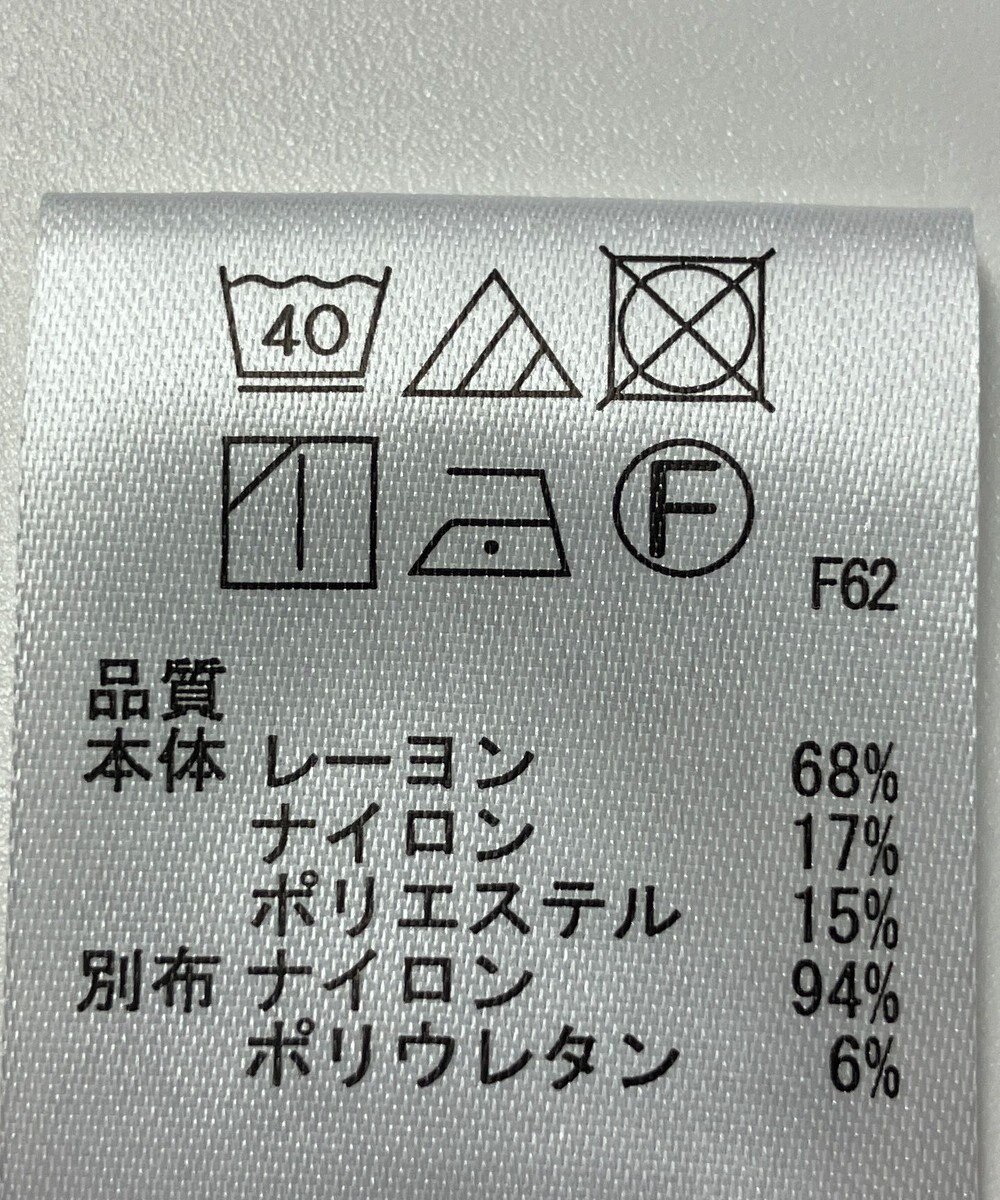 40
F
F62
品質
本体 レーヨン 68%
ナイロン 17%
ポリエステル 15%
別布 ナイロン 94%
ポリウレタン 6%